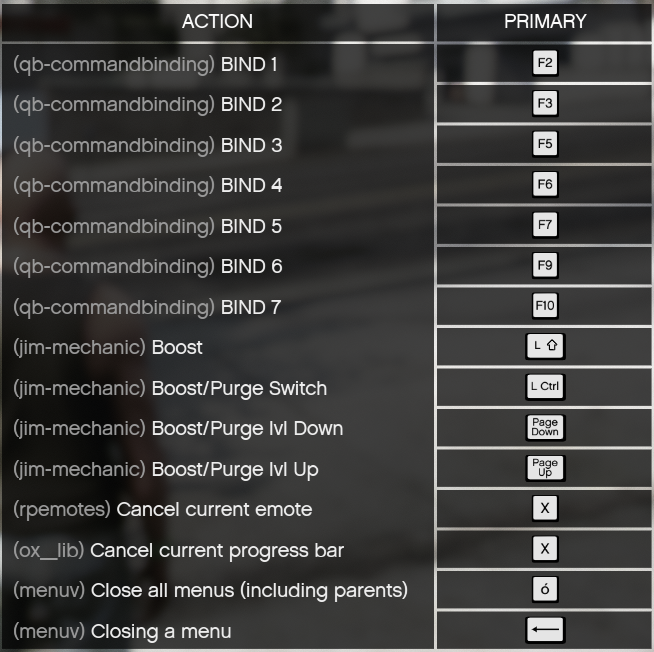 ACTION PRIMARY
(qb-commandbinding) BIND 1 F2
(qb-commandbinding) BIND 2 F3
(qb-commandbinding) BIND 3 F5
(qb-commandbinding) BIND 4 F6
(qb-commandbinding) BIND 5 F7
(qb-commandbinding) BIND 6 F9
(qb-commandbinding) BIND 7 F10
(jim-mechanic) Boost L ⇧
(jim-mechanic) Boost/Purge Switch L Ctrl
(jim-mechanic) Boost/Purge lvl Down Page Down
(jim-mechanic) Boost/Purge lvl Up Page Up
(rpemotes) Cancel current emote X
(ox_lib) Cancel current progress bar X
(menuv) Close all menus (including parents) ó
(menuv) Closing a menu ←